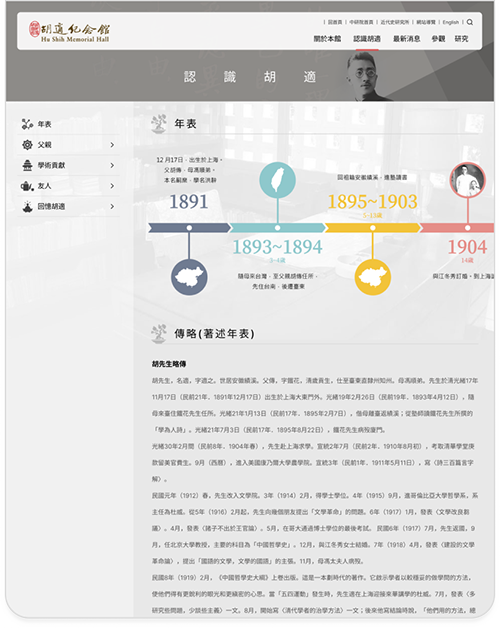 | 回首頁 | 中研院首頁 | 近代史研究所 | 網站導覽 | English |
胡適紀念館
Hu Shih Memorial Hall
關於本館 認識胡適 最新消息 參觀 研究
認識胡適
年表
父親
學術貢獻
友人
回憶胡適
年表
12 月17日，出生於上海。
父胡傳，母馮順弟。
本名嗣穈，學名洪騂
1891
1893~1894
3-4歲
隨母來台灣，至父親胡傳任所，
先住台南，後遷臺東
回祖籍安徽績溪，進塾讀書
1895~1903
5-13歲
1904
14歲
與江冬秀訂婚。到上海
傳略(著述年表)
胡先生略傳
胡先生，名適，字適之。世居安徽績溪。父傳，字鐵花，清歲貢生，仕至臺東直隸州知州。母馮順弟。先生於清光緒17年
11月17日（民前21年、1891年12月17日）出生於上海大東門外。光緒19年2月26日（民前19年、1893年4月12日），隨
母來臺住鐵花先生任所。光緒21年1月13日（民前17年、1895年2月7日），偕母離臺返績溪；從塾師讀鐵花先生所撰的
「學為人詩」。光緒21年7月3日（民前17年、1895年8月22日），鐵花先生病歿廈門。
光緒30年2月間（民前8年、1904年春），先生赴上海求學。宣統2年7月（民前2年、1910年8月初），考取清華學堂庚
款留美官費生。9月（西曆），進入美國康乃爾大學農學院。宣統3年（民前1年、1911年5月11日），寫〈詩三百篇言字
解〉。
民國元年（1912）春，先生改入文學院。3年（1914）2月，得學士學位。4年（1915）9月，進哥倫比亞大學哲學系，系
主任為杜威。從5年（1916）2月起，先生向幾個朋友提出「文學革命」的問題。6年（1917）1月，發表〈文學改良芻
議〉。4月，發表〈諸子不出於王官論〉。5月，在哥大通過博士學位的最後考試。 民國6年（1917）7月，先生返國。9
月，任北京大學教授，主要的科目為「中國哲學史」。12月，與江冬秀女士結婚。7年（1918）4月，發表〈建設的文學
革命論〉，提出「國語的文學，文學的國語」的主張。11月，母馮太夫人病歿。
民國8年（1919）2月，《中國哲學史大綱》上卷出版。這是一本劃時代的著作。它啟示學者以較穩妥的做學問的方法，
使他們得有更銳利的眼光和更縝密的心思。當「五四運動」發生時，先生適在上海迎接來華講學的杜威。7月，發表〈多
研究些問題，少談些主義〉一文。8月，開始寫〈清代學者的治學方法〉一文；後來他寫結論時說，「他們用的方法，總